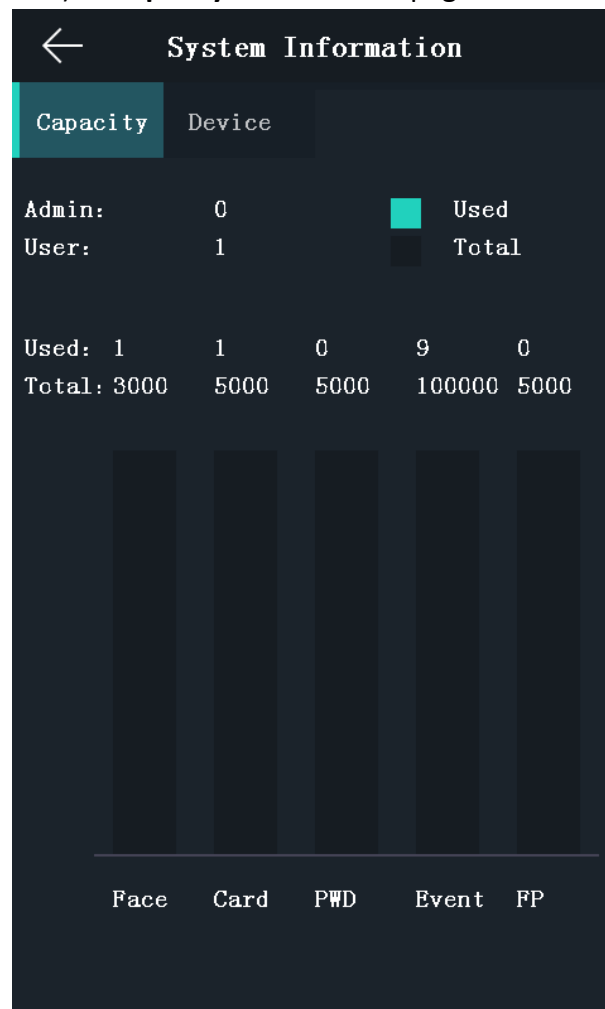 System Information
Capacity Device
Admin: 0 Used
User: 1 Total
Used: 1 1 0 9 0
Total: 3000 5000 5000 100000 5000
Face Card PWD Event FP